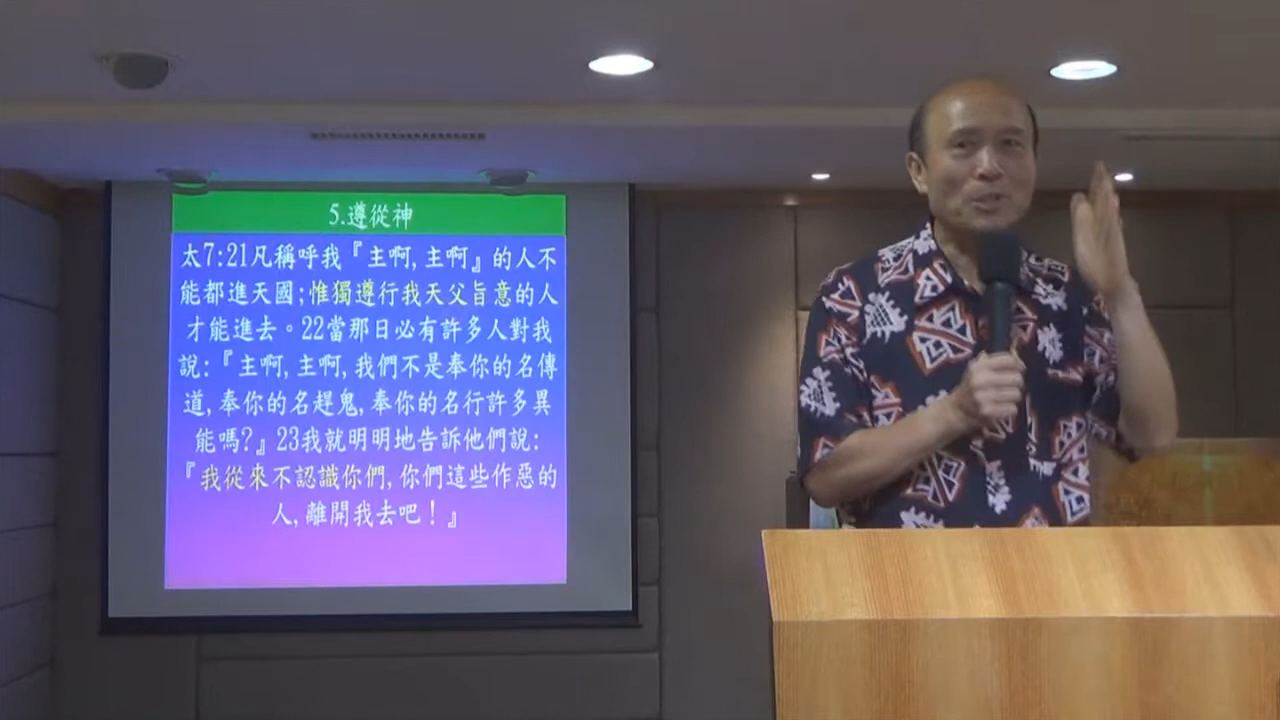 5.遵從神
太7:21凡稱呼我『主啊,主啊』的人不
能都進天國;惟獨遵行我天父旨意的人
才能進去。22當那日必有許多人對我
說:『主啊,主啊,我們不是奉你的名傳
道,奉你的名趕鬼,奉你的名行許多異
能嗎?』23我就明明地告訴他們說:
『我從來不認識你們,你們這些作惡的
人,離開我去吧!』